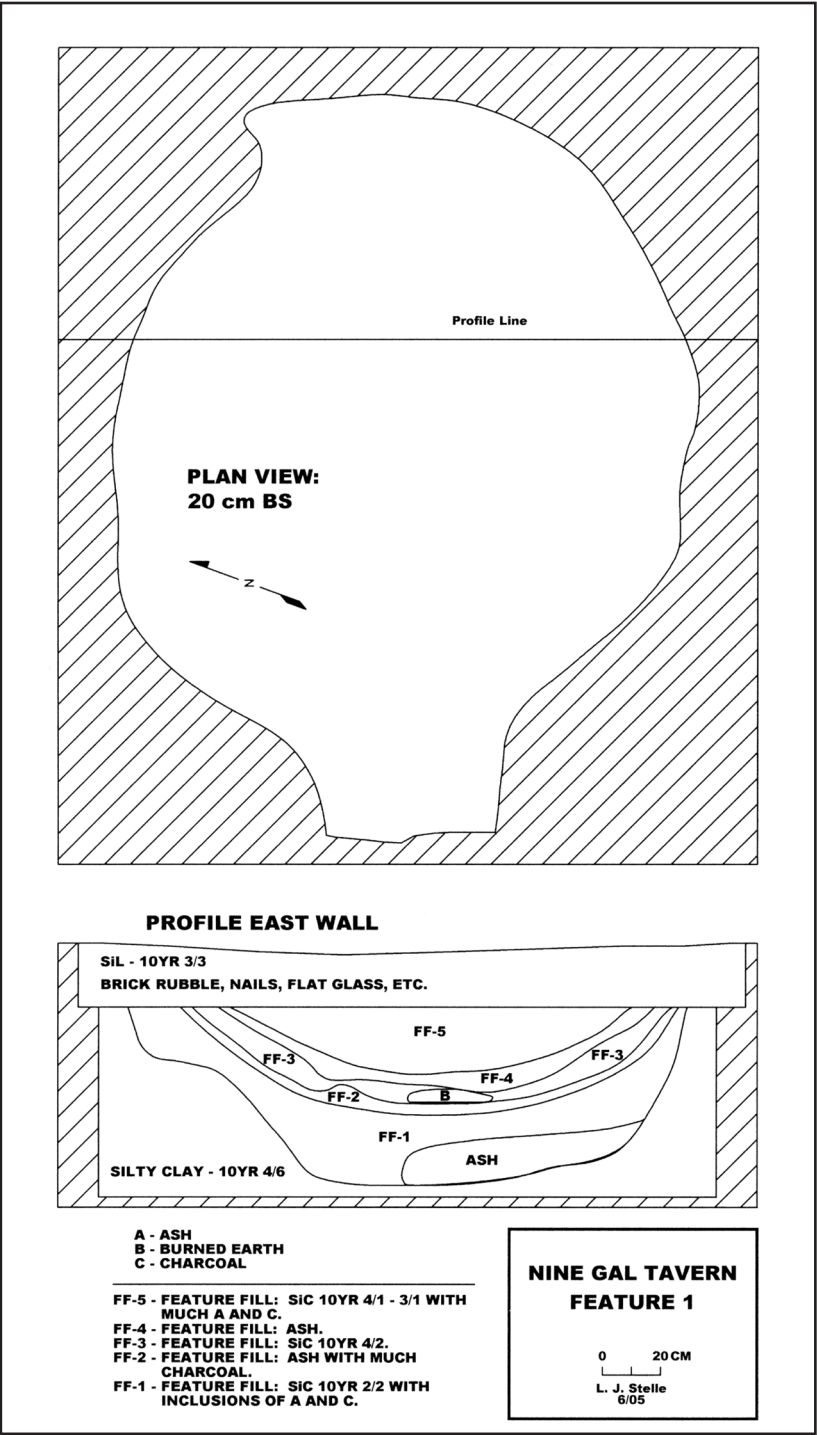 Profile Line
PLAN VIEW:
20 cm BS
N
PROFILE EAST WALL
SiL - 10YR 3/3
BRICK RUBBLE, NAILS, FLAT GLASS, ETC.
FF-5
FF-3
FF-3
FF-4
FF-2
B
FF-1
ASH
SILTY CLAY - 10YR 4/6
A - ASH
B - BURNED EARTH
C - CHARCOAL
FF-5 - FEATURE FILL: SiC 10YR 4/1 - 3/1 WITH
MUCH A AND C.
FF-4 - FEATURE FILL: ASH.
FF-3 - FEATURE FILL: SiC 10YR 4/2.
FF-2 - FEATURE FILL: ASH WITH MUCH
CHARCOAL.
FF-1 - FEATURE FILL: SiC 10YR 2/2 WITH
INCLUSIONS OF A AND C.
NINE GAL TAVERN
FEATURE 1
0 20 CM
L. J. Stelle
6/05